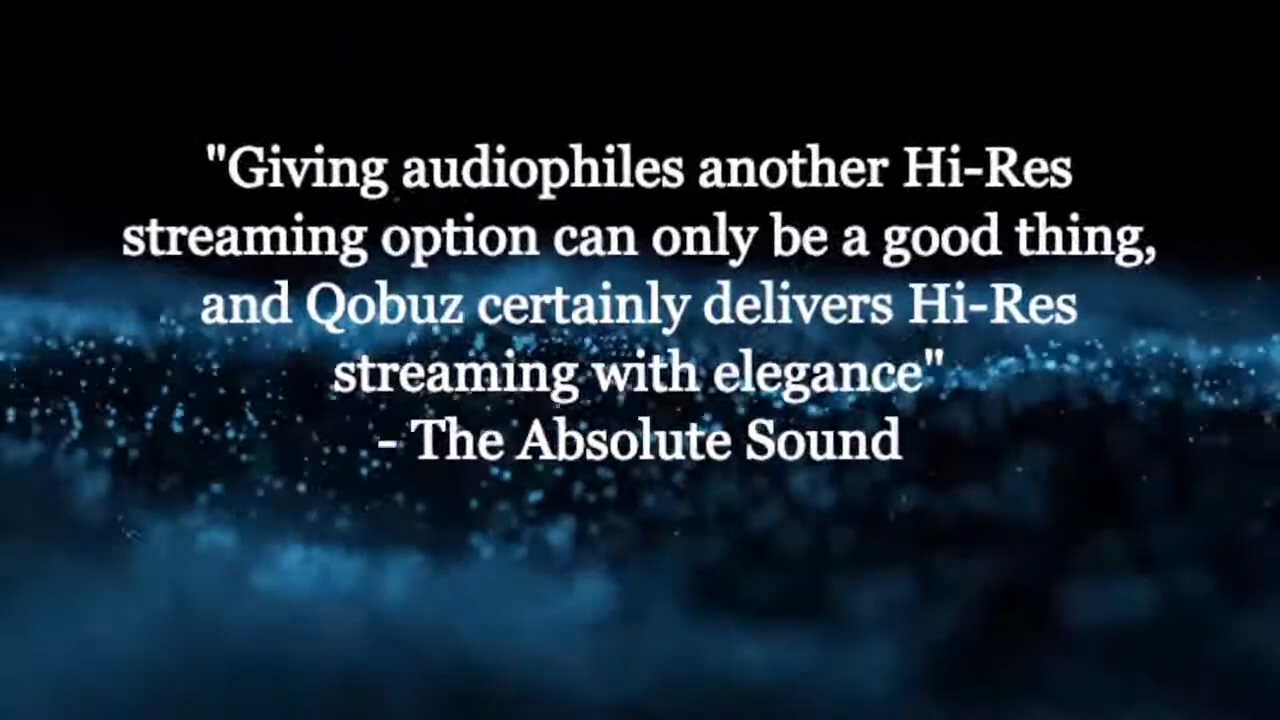 "Giving audiophiles another Hi-Res
streaming option can only be a good thing,
and Qobuz certainly delivers Hi-Res
streaming with elegance"
- The Absolute Sound